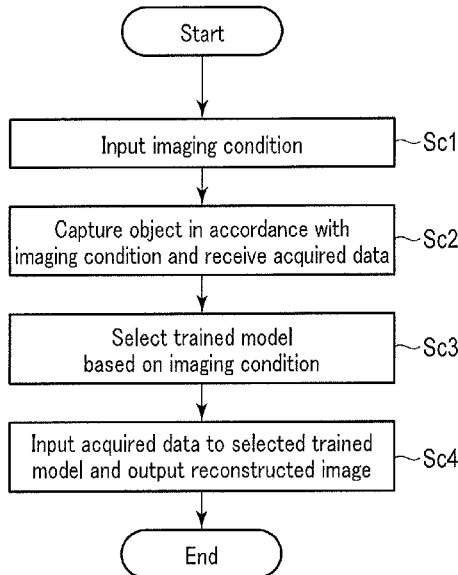 Start
Input imaging condition
Sc1
Capture object in accordance with
imaging condition and receive acquired data
Sc2
Select trained model
based on imaging condition
Sc3
Input acquired data to selected trained
model and output reconstructed image
Sc4
End